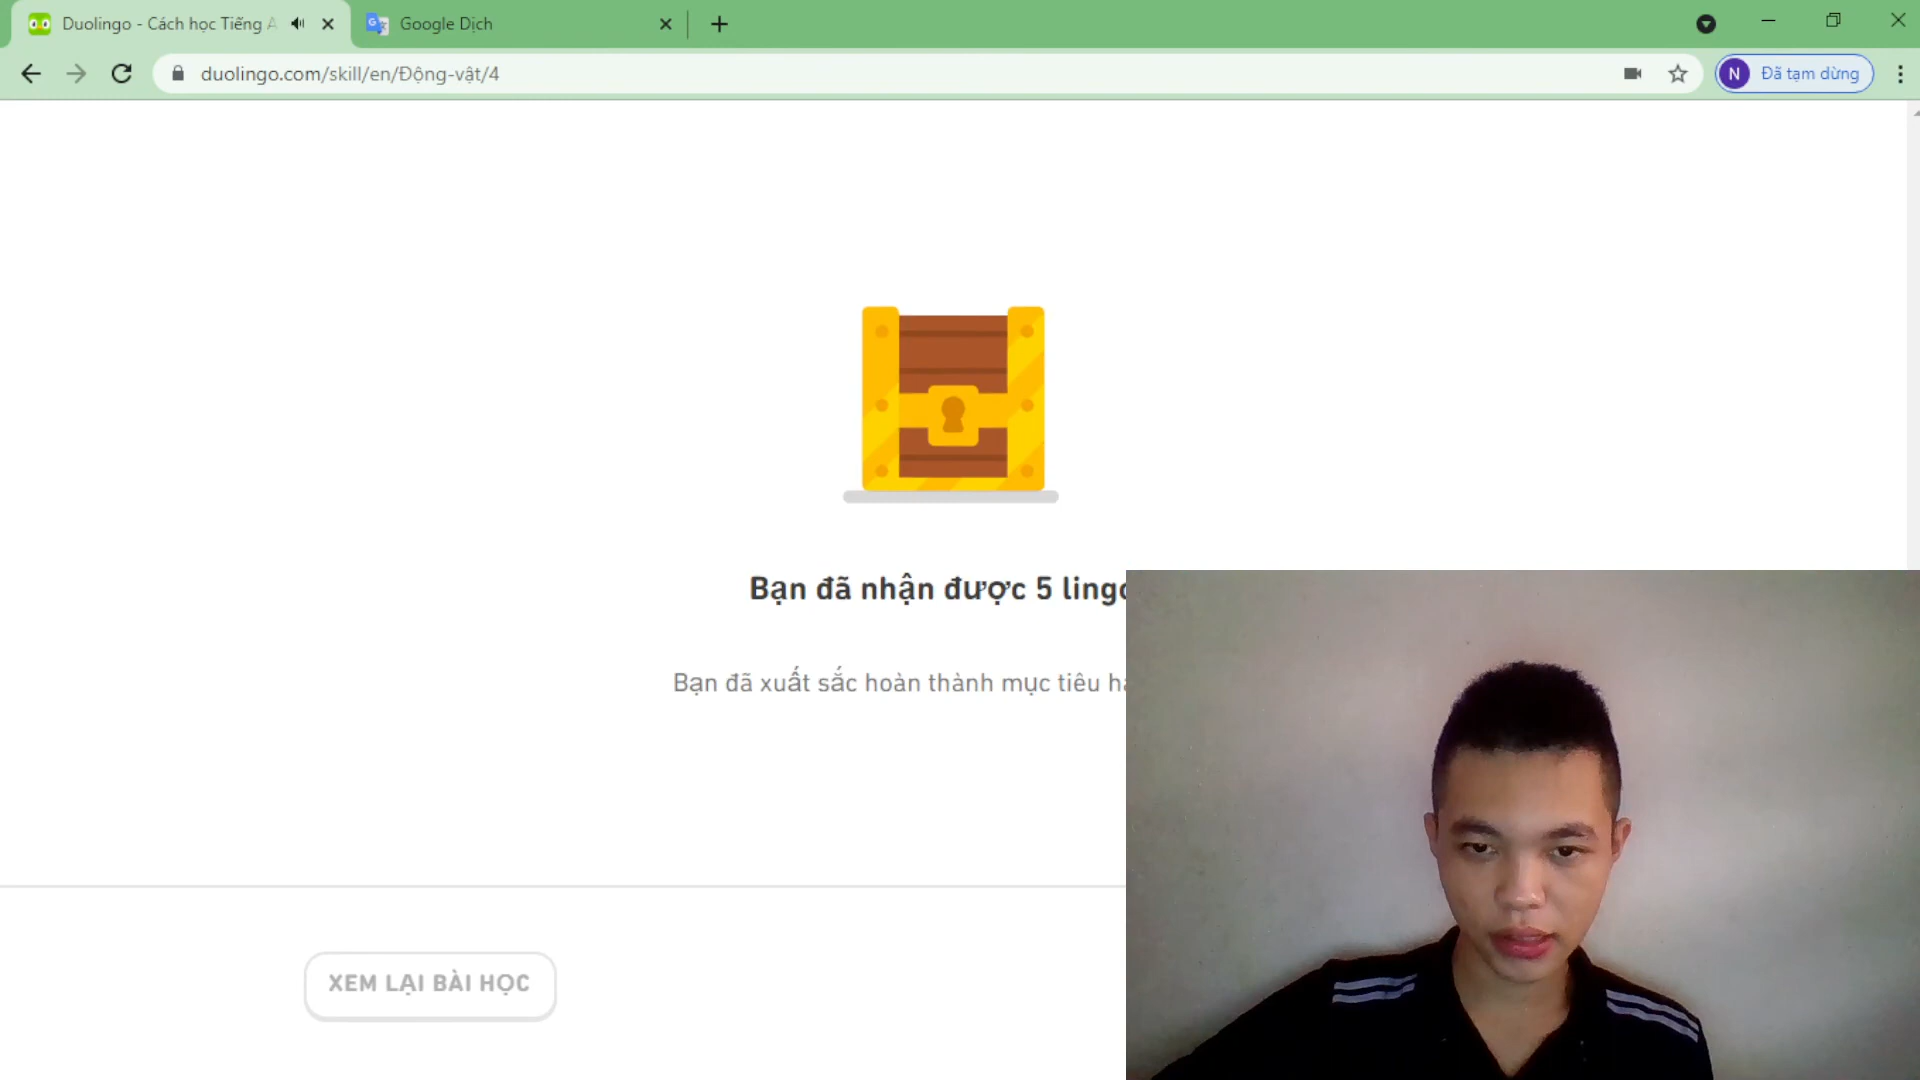 Duolingo - Cách học Tiếng
Google Dịch
duolingo.com/skill/en/Động-vật/4
N Đã tạm dừng
Bạn đã nhận được 5
Bạn đã xuất sắc hoàn thành mục tiêu
XEM LẠI BÀI HỌC